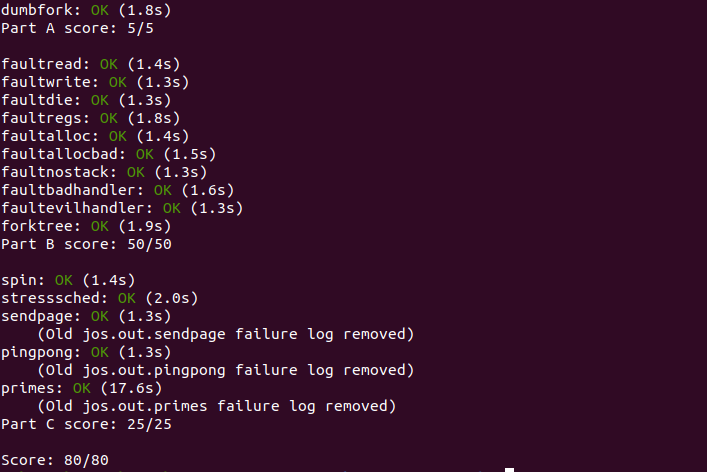 dumbfork: OK (1.8s)
Part A score: 5/5
faultread: OK (1.4s)
faultwrite: OK (1.3s)
faultdie: OK (1.3s)
faultregs: OK (1.8s)
faultalloc: OK (1.4s)
faultallocbad: OK (1.5s)
faultnostack: OK (1.3s)
faultbadhandler: OK (1.6s)
faultevilhandler: OK (1.3s)
forktree: OK (1.9s)
Part B score: 50/50
spin: OK (1.4s)
stresssched: OK (2.0s)
sendpage: OK (1.3s)
(Old jos.out.sendpage failure log removed)
pingpong: OK (1.3s)
(Old jos.out.pingpong failure log removed)
primes: OK (17.6s)
(Old jos.out.primes failure log removed)
Part C score: 25/25
Score: 80/80